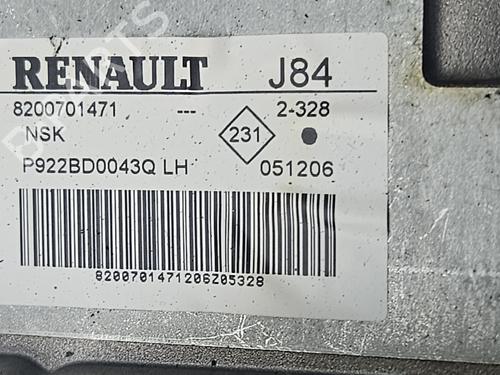 RENAULT J84
8200701471 --- 2-328
NSK 231
P922BD0043Q LH 051206
8200701471206Z05328